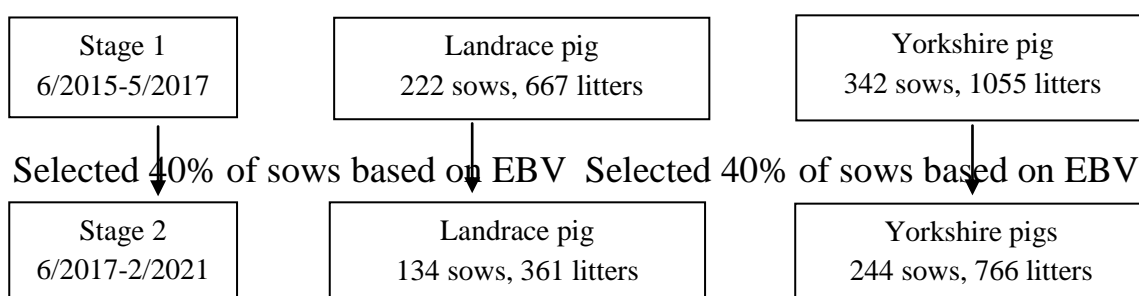 Stage 1
6/2015-5/2017
Landrace pig
222 sows, 667 litters
Yorkshire pig
342 sows, 1055 litters
Selected 40% of sows based on EBV
Selected 40% of sows based on EBV
Stage 2
6/2017-2/2021
Landrace pig
134 sows, 361 litters
Yorkshire pigs
244 sows, 766 litters